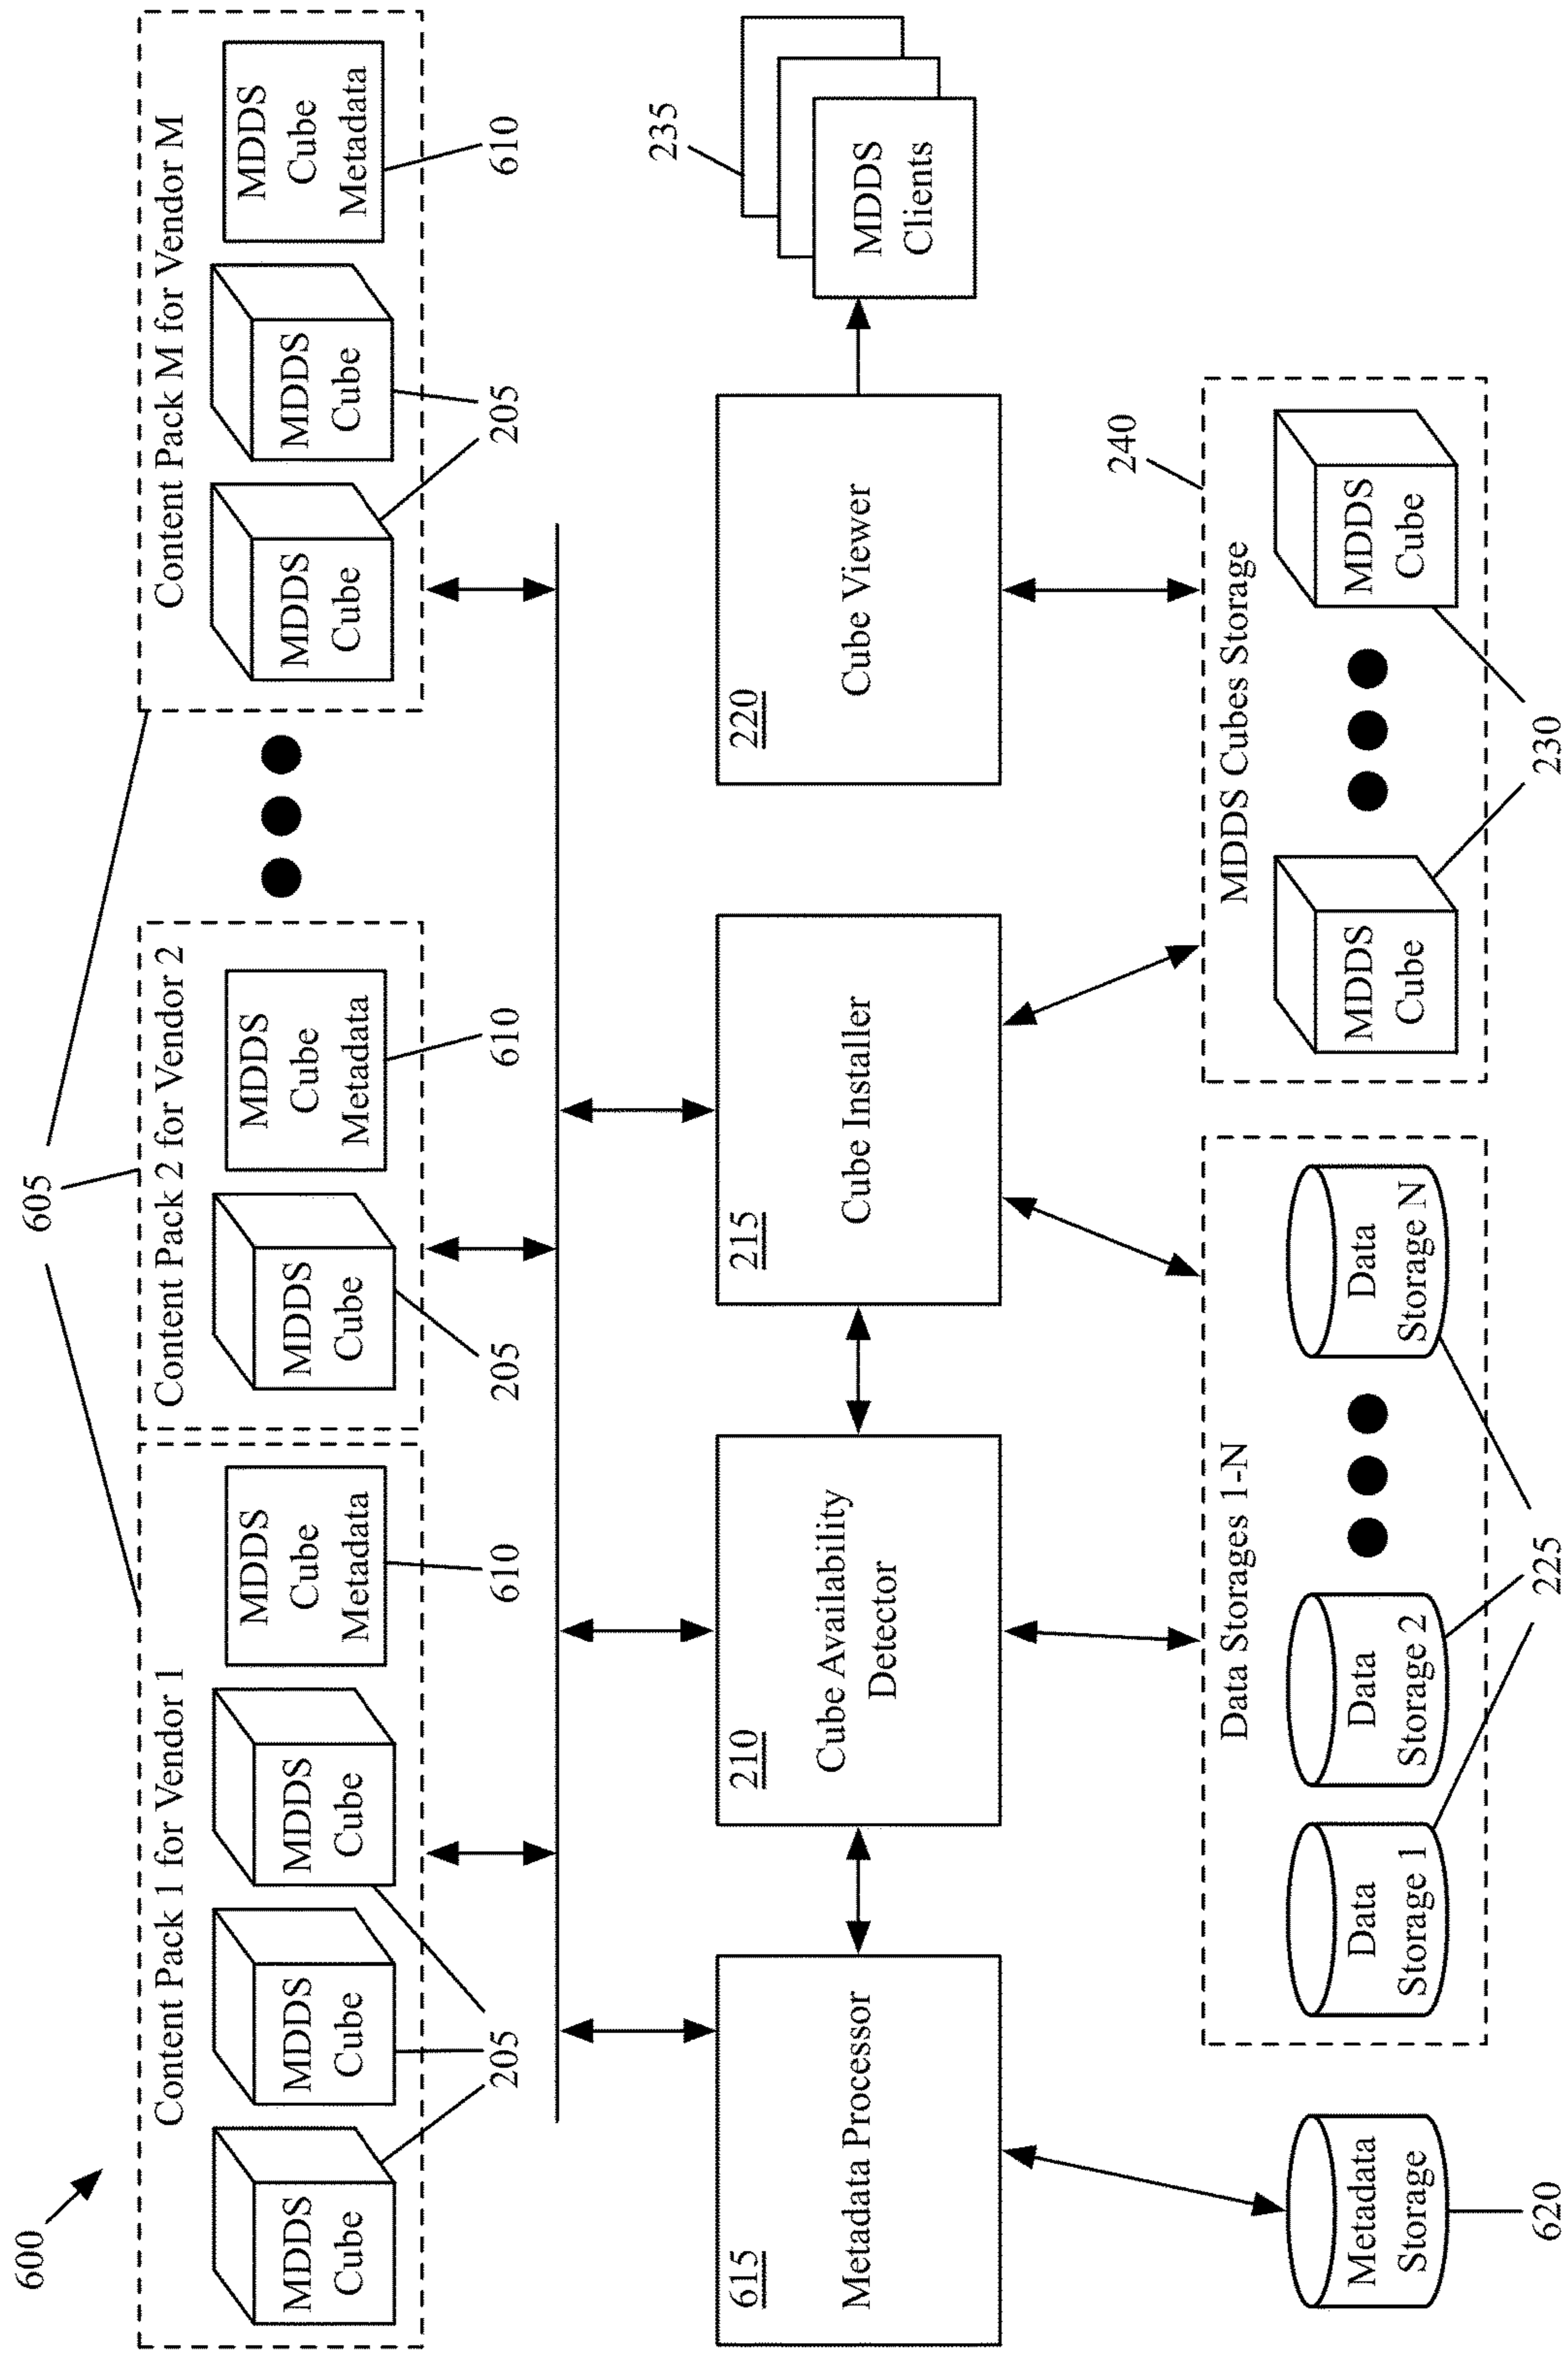 600
605
Content Pack 1 for Vendor 1
MDDS
Cube
MDDS
Cube
MDDS
Cube
MDDS
Cube
Metadata
205
610
Content Pack 2 for Vendor 2
MDDS
Cube
MDDS
Cube
Metadata
205
610
Content Pack M for Vendor M
MDDS
Cube
MDDS
Cube
MDDS
Cube
Metadata
205
610
615
Metadata Processor
210
Cube Availability
Detector
215
Cube Installer
220
Cube Viewer
235
MDDS
Clients
Metadata
Storage
620
Data Storages 1-N
Data
Storage 1
Data
Storage 2
Data
Storage N
225
240
MDDS Cubes Storage
MDDS
Cube
MDDS
Cube
230